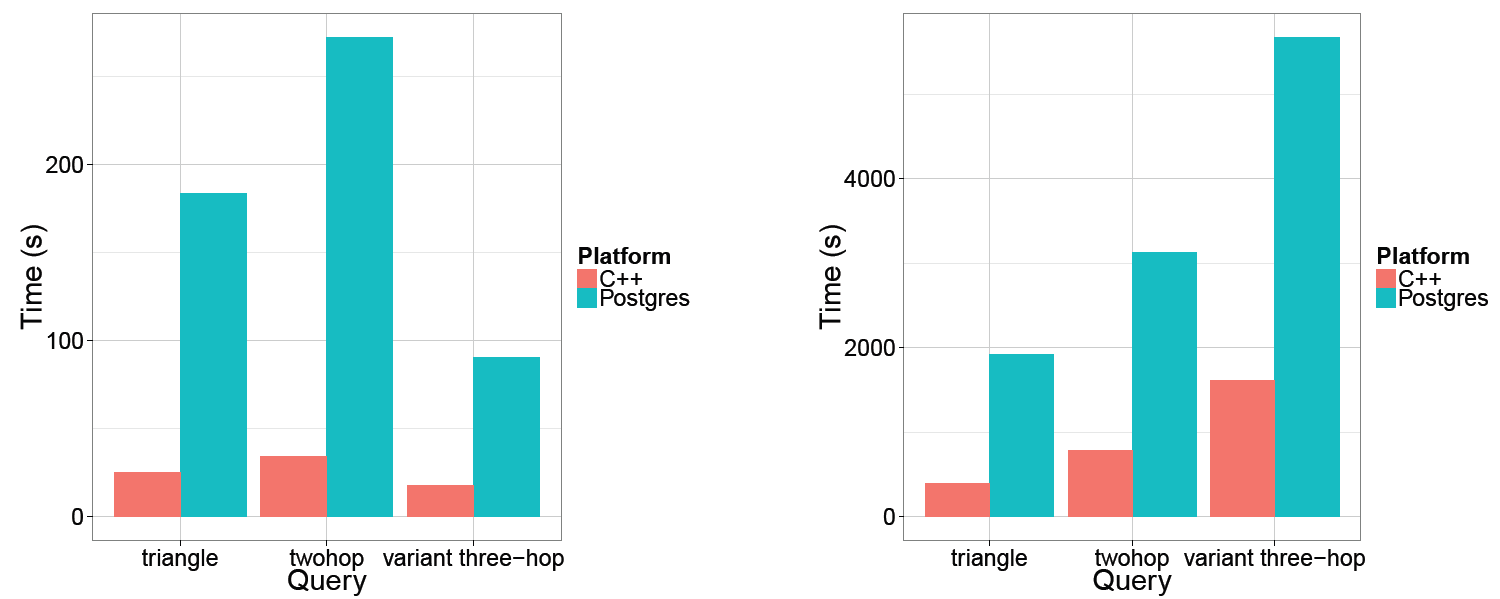 200
100
0
Time (s)
triangle
twohop
variant three−hop
Query
Platform
C++
Postgres
4000
2000
0
Time (s)
triangle
twohop
variant three−hop
Query
Platform
C++
Postgres